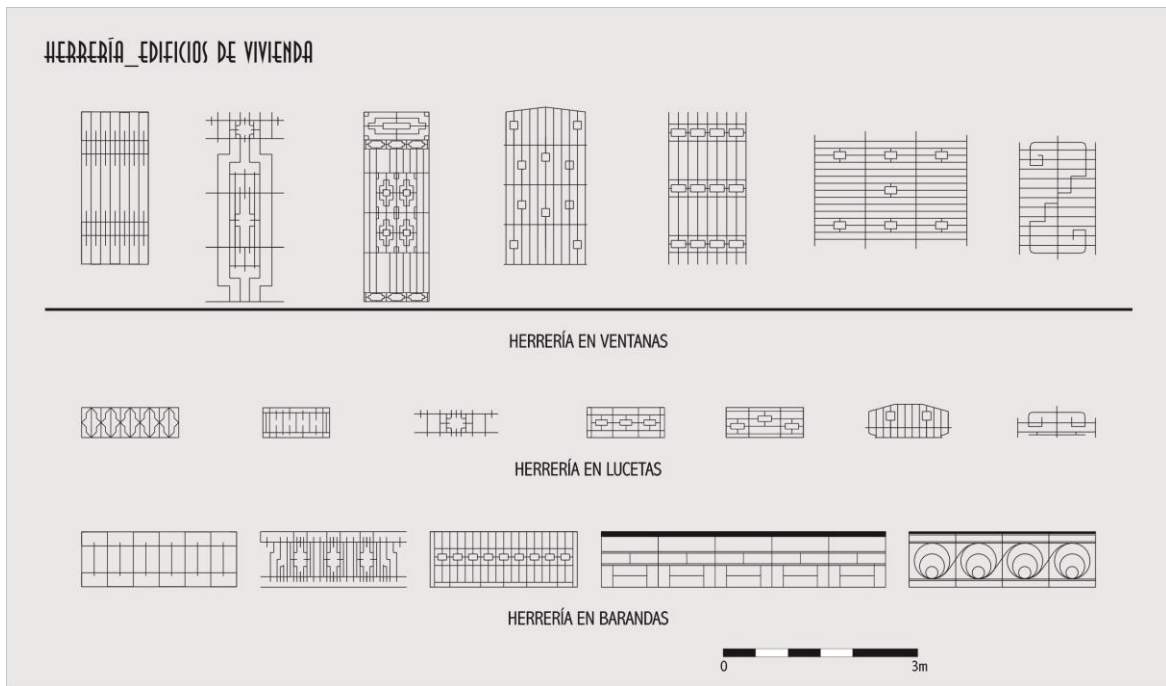 HERRERÍA_EDIFICIOS DE VIVIENDA
HERRERÍA EN VENTANAS
HERRERÍA EN LUCETAS
HERRERÍA EN BARANDAS
0 3m